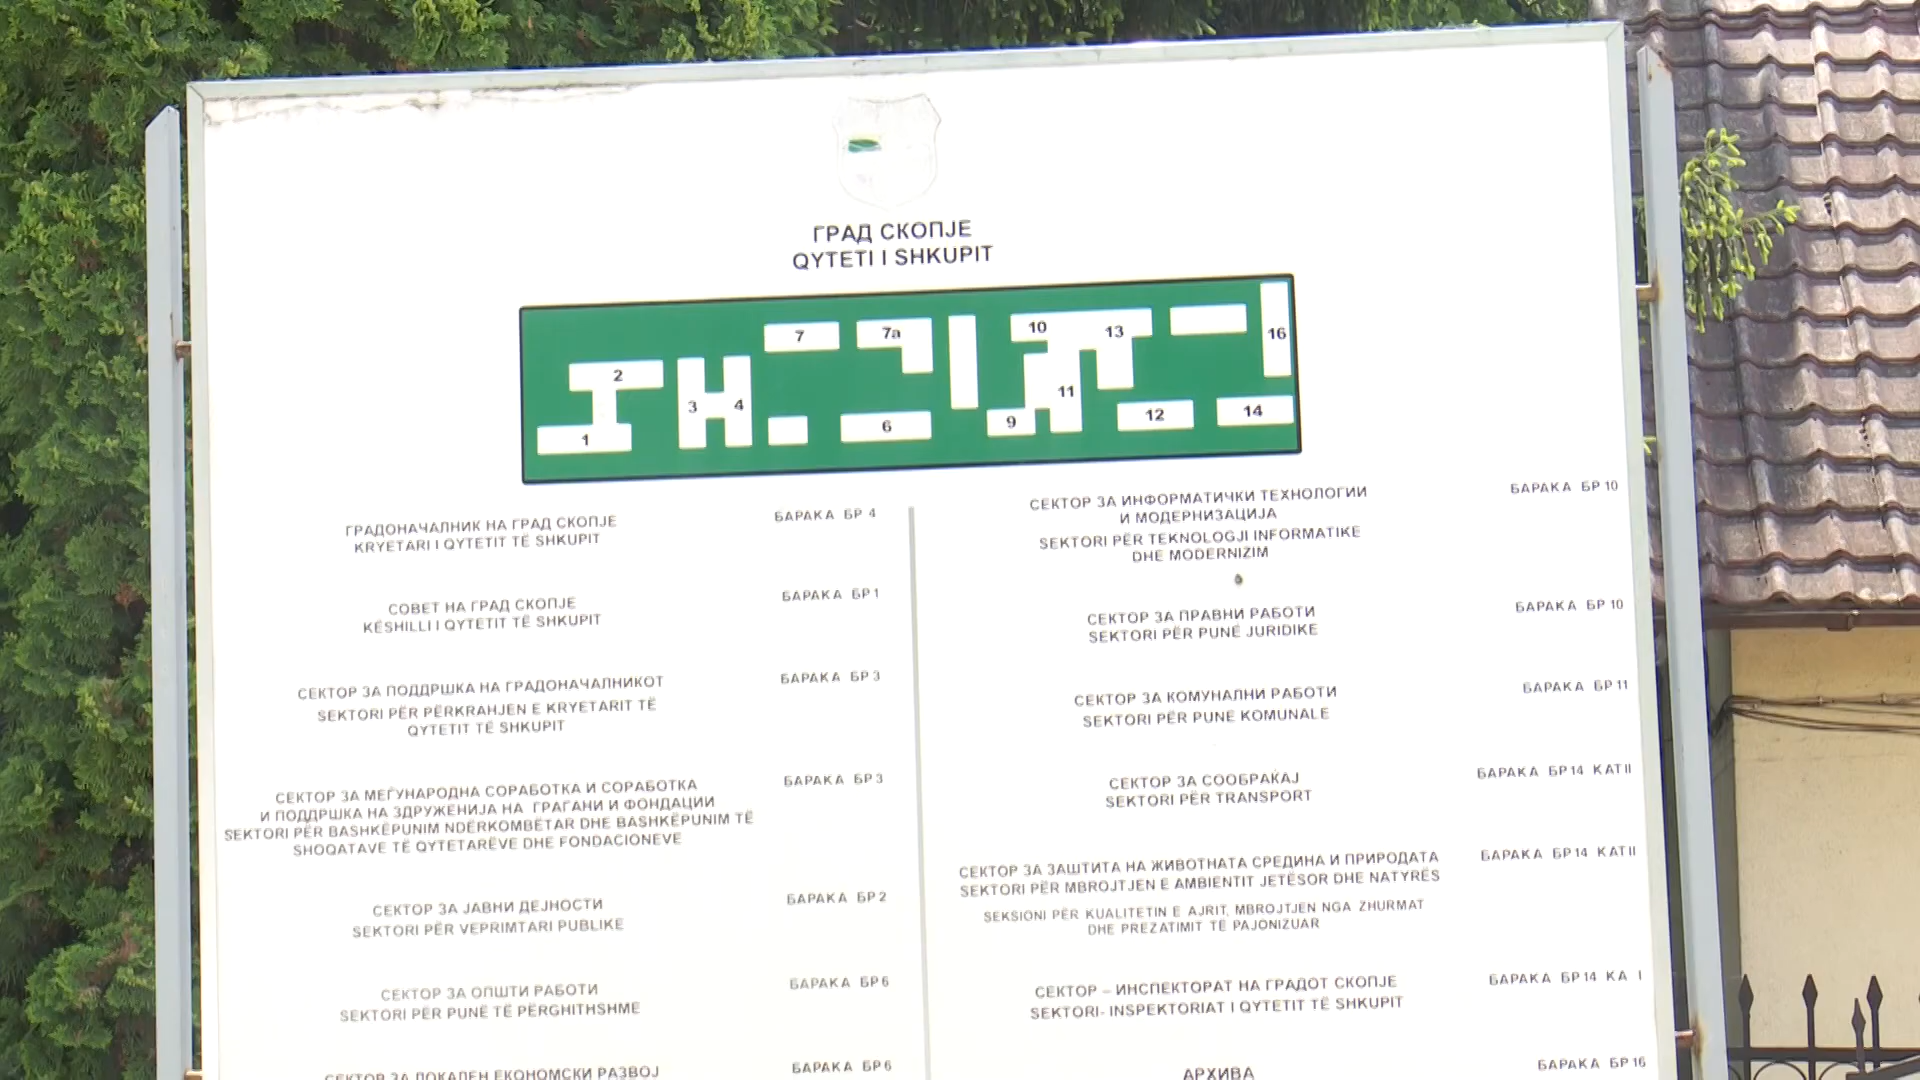 ГРАД СКОПЈЕ
QYTETI I SHKUPIT
7
7a
10
13
16
2
3
4
11
1
6
9
12
14
ГРАДОНАЧАЛНИК НА ГРАД СКОПЈЕ БАРАКА БР 4
KRYETARI I QYTETIT TË SHKUPIT
СОВЕТ НА ГРАД СКОПЈЕ БАРАКА БР 1
KËSHILLI I QYTETIT TË SHKUPIT
СЕКТОР ЗА ПОДДРШКА НА ГРАДОНАЧАЛНИКОТ БАРАКА БР 3
SEKTORI PËR PËRKRAHJEN E KRYETARIT TË
QYTETIT TË SHKUPIT
СЕКТОР ЗА МЕЃУНАРОДНА СОРАБОТКА И СОРАБОТКА БАРАКА БР 3
И ПОДДРШКА НА ЗДРУЖЕНИЈА НА ГРАГАНИ И ФОНДАЦИИ
SEKTORI PËR BASHKËPUNIM NDËRKOMBËTAR DHE BASHKËPUNIM TË
SHOQATAVE TË QYTETARËVE DHE FONDACIONEVE
СЕКТОР ЗА ЈАВНИ ДЕЈНОСТИ БАРАКА БР 2
SEKTORI PËR VEPRIMTARI PUBLIKE
СЕКТОР ЗА ОПШТИ РАБОТИ БАРАКА БР 6
SEKTORI PËR PUNË TË PËRGHITHSHME
СЕКТОР ЗА ЛОКАЛЕН ЕКОНОМСКИ РАЗВОЈ БАРАКА БР 6
СЕКТОР ЗА ИНФОРМАТИЧКИ ТЕХНОЛОГИИ БАРАКА БР 10
И МОДЕРНИЗАЦИЈА
SEKTORI PËR TEKNOLOGJI INFORMATIKE
DHE MODERNIZIM
СЕКТОР ЗА ПРАВНИ РАБОТИ БАРАКА БР 10
SEKTORI PËR PUNË JURIDIKE
СЕКТОР ЗА КОМУНАЛНИ РАБОТИ БАРАКА БР 11
SEKTORI PËR PUNË KOMUNALE
СЕКТОР ЗА СООБРАЌАЈ БАРАКА БР 14 КАТ II
SEKTORI PËR TRANSPORT
СЕКТОР ЗА ЗАШТИТА НА ЖИВОТНАТА СРЕДИНА И ПРИРОДАТА БАРАКА БР 14 КАТ II
SEKTORI PËR MBROJTJEN E AMBIENTIT JETËSOR DHE NATYRËS
SEKSIONI PËR KUALITETIN E AJRIT, MBROJTJEN NGA ZHURMAT
DHE PREZATIMIT TË PAJONIZUAR
СЕКТОР – ИНСПЕКТОРАТ НА ГРАДОТ СКОПЈЕ БАРАКА БР 14 КА I
SEKTORI- INSPEKTORIAT I QYTETIT TË SHKUPIT
АРХИВА БАРАКА БР 16